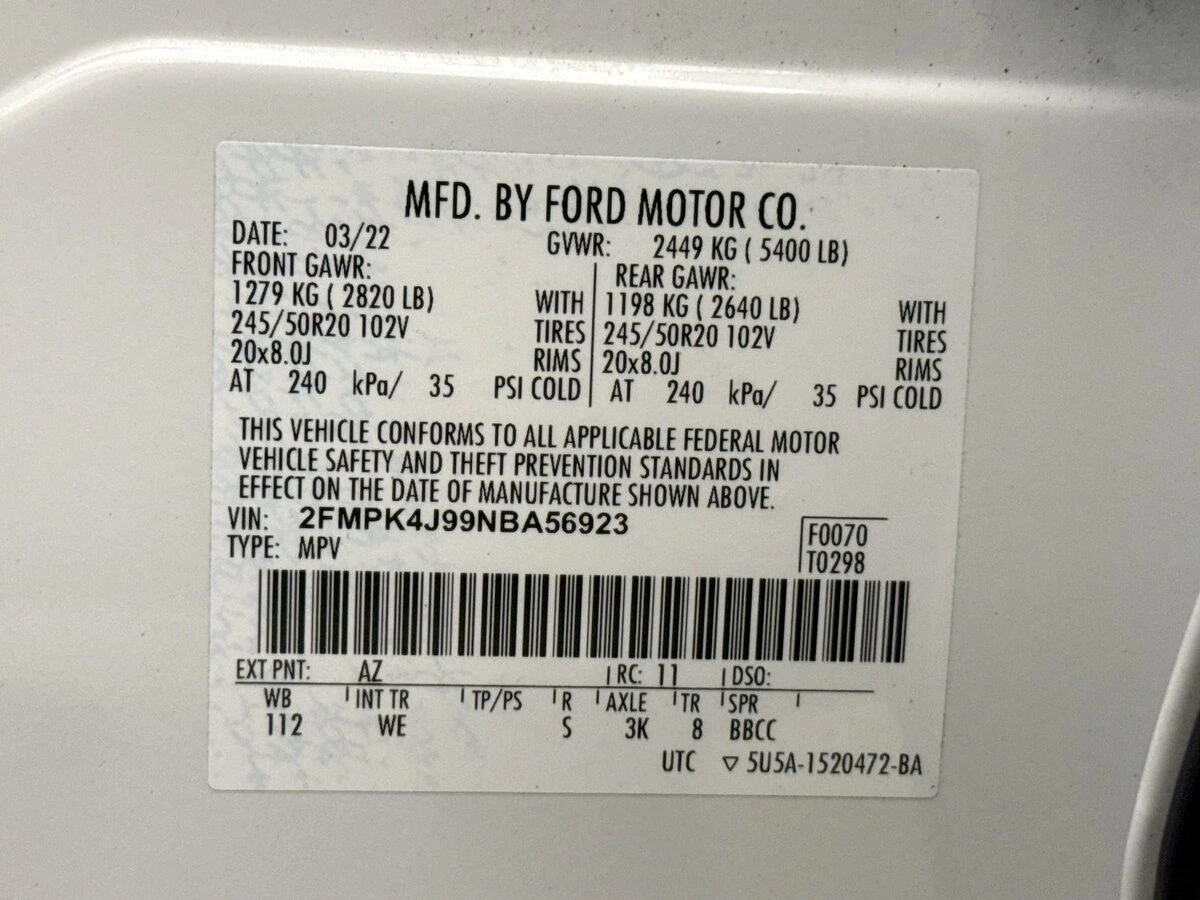 MFD. BY FORD MOTOR CO.
DATE: 03/22 GVWR: 2449 KG ( 5400 LB)
FRONT GAWR: REAR GAWR:
1279 KG ( 2820 LB) WITH 1198 KG ( 2640 LB) WITH
245/50R20 102V TIRES 245/50R20 102V TIRES
20x8.0J RIMS 20x8.0J RIMS
AT 240 kPa/ 35 PSI COLD AT 240 kPa/ 35 PSI COLD
THIS VEHICLE CONFORMS TO ALL APPLICABLE FEDERAL MOTOR
VEHICLE SAFETY AND THEFT PREVENTION STANDARDS IN
EFFECT ON THE DATE OF MANUFACTURE SHOWN ABOVE.
VIN: 2FMPK4J99NBA56923 F0070
TYPE: MPV T0298
EXT PNT: AZ RC: 11 DSO:
WB INT TR TP/PS R AXLE TR SPR
112 WE S 3K 8 BBCC
UTC ▽ 5U5A-1520472-BA